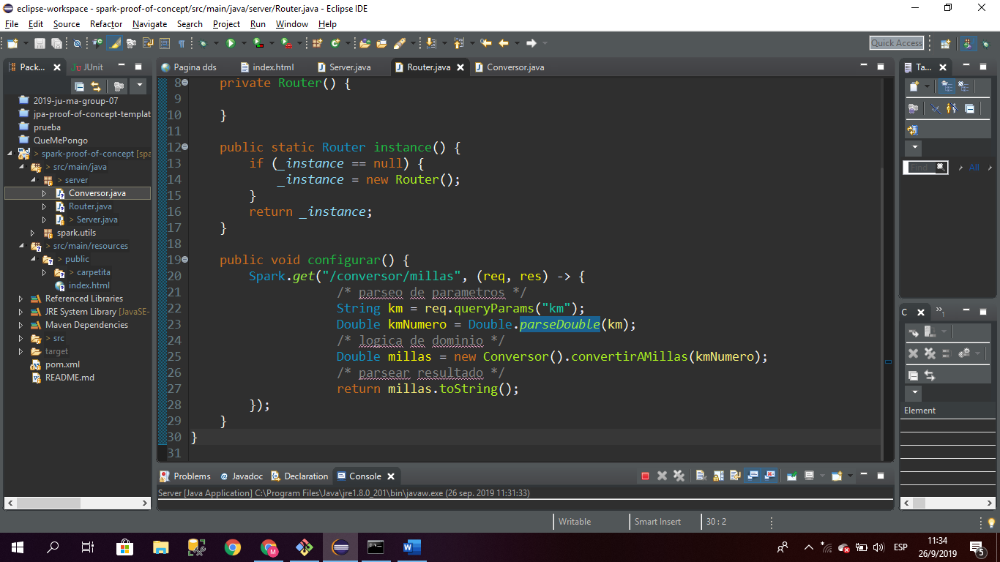 eclipse-workspace - spark-proof-of-concept/src/main/java/server/Router.java - Eclipse IDE
File Edit Source Refactor Navigate Search Project Run Window Help
Quick Access
Pack...
JUnit
Pagina dds
index.html
Server.java
Router.java
Conversor.java
Ta...
2019-ju-ma-group-07
jpa-proof-of-concept-templat
prueba
QueMePongo
> spark-proof-of-concept [spa
> src/main/java
> server
Conversor.java
Router.java
> Server.java
spark.utils
> src/main/resources
> public
> carpetita
index.html
Referenced Libraries
JRE System Library [JavaSE-
Maven Dependencies
> src
target
pom.xml
README.md
8 private Router() {
9
10 }
11
12 public static Router instance() {
13 if (_instance == null) {
14 _instance = new Router();
15 }
16 return _instance;
17 }
18
19 public void configurar() {
20 Spark.get("/conversor/millas", (req, res) -> {
21 /* parseo de parametros */
22 String km = req.queryParams("km");
23 Double kmNumero = Double.parseDouble(km);
24 /* logica de dominio */
25 Double millas = new Conversor().convertirAMillas(kmNumero);
26 /* parsear resultado */
27 return millas.toString();
28 });
29 }
30 }
31
Find
All
C
»1
Element
Problems
Javadoc
Declaration
Console
Server [Java Application] C:\Program Files\Java\jre1.8.0_201\bin\javaw.exe (26 sep. 2019 11:31:33)
Writable
Smart Insert
30 : 2
M
ESP
11:34
26/9/2019
5